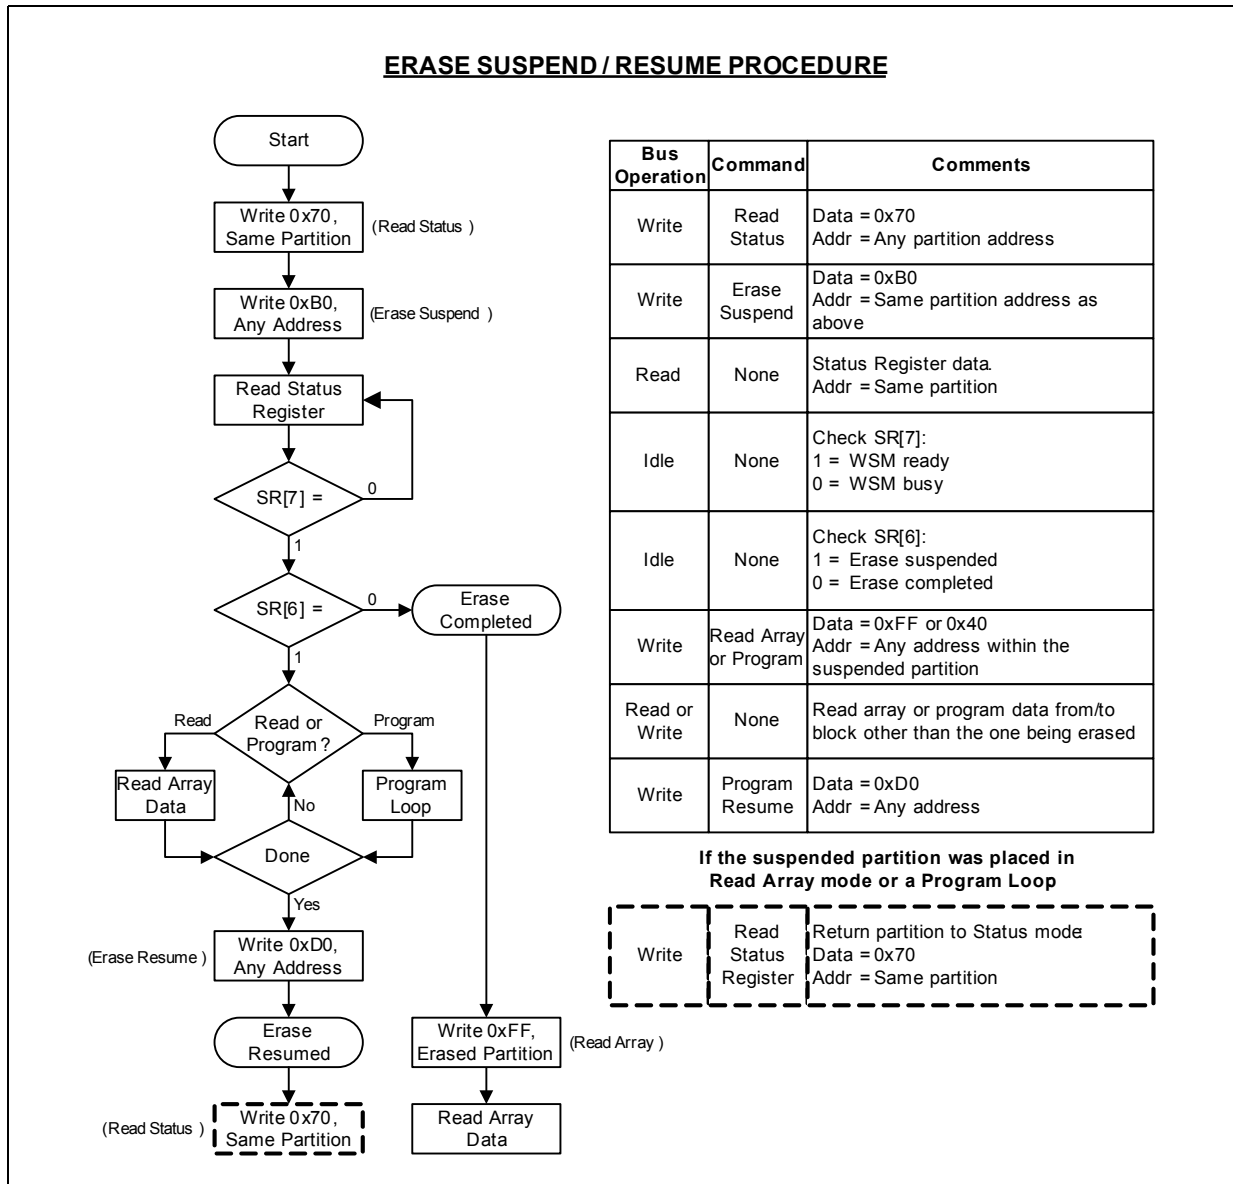 ERASE SUSPEND / RESUME PROCEDURE
Start
Write 0x70,
Same Partition
(Read Status )
Write 0xB0,
Any Address
(Erase Suspend )
Read Status
Register
SR[7] =
0
1
SR[6] =
0
Erase
Completed
1
Read
Read or
Program ?
Program
Read Array
Data
No
Program
Loop
Done
Yes
(Erase Resume )
Write 0xD0,
Any Address
Erase
Resumed
Write 0xFF,
Erased Partition
(Read Array )
(Read Status )
Write 0x70,
Same Partition
Read Array
Data
Bus
Operation
Command
Comments
Write
Read
Status
Data = 0x70
Addr = Any partition address
Write
Erase
Suspend
Data = 0xB0
Addr = Same partition address as
above
Read
None
Status Register data.
Addr = Same partition
Idle
None
Check SR[7]:
1 = WSM ready
0 = WSM busy
Idle
None
Check SR[6]:
1 = Erase suspended
0 = Erase completed
Write
Read Array
or Program
Data = 0xFF or 0x40
Addr = Any address within the
suspended partition
Read or
Write
None
Read array or program data from/to
block other than the one being erased
Write
Program
Resume
Data = 0xD0
Addr = Any address
If the suspended partition was placed in
Read Array mode or a Program Loop
Write
Read
Status
Register
Return partition to Status mode:
Data = 0x70
Addr = Same partition